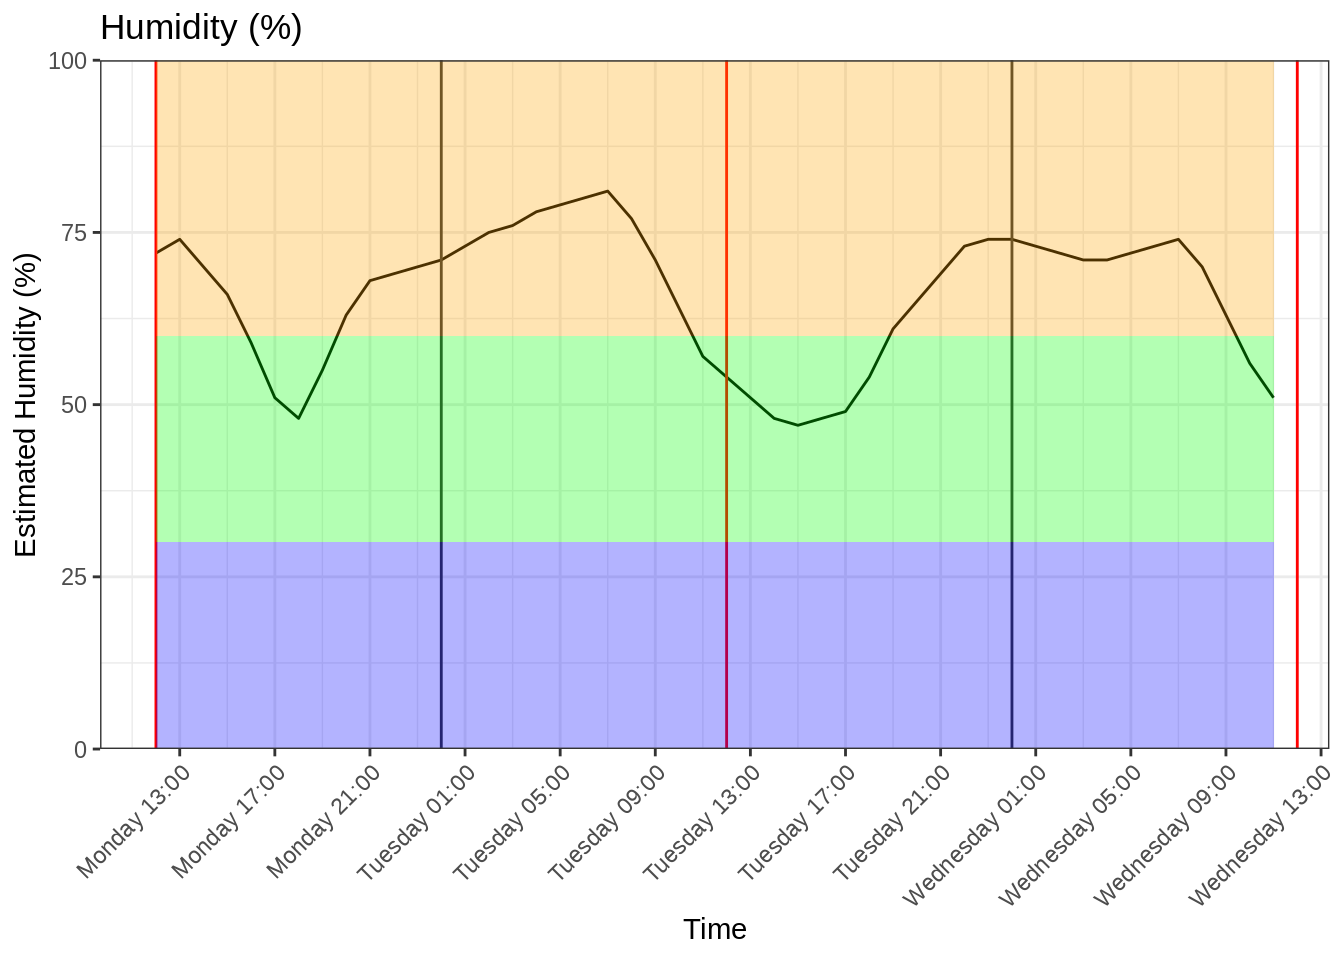 Humidity (%)
Estimated Humidity (%)
100
75
50
25
0
Monday 13:00
Monday 17:00
Monday 21:00
Tuesday 01:00
Tuesday 05:00
Tuesday 09:00
Tuesday 13:00
Tuesday 17:00
Tuesday 21:00
Wednesday 01:00
Wednesday 05:00
Wednesday 09:00
Wednesday 13:00
Time